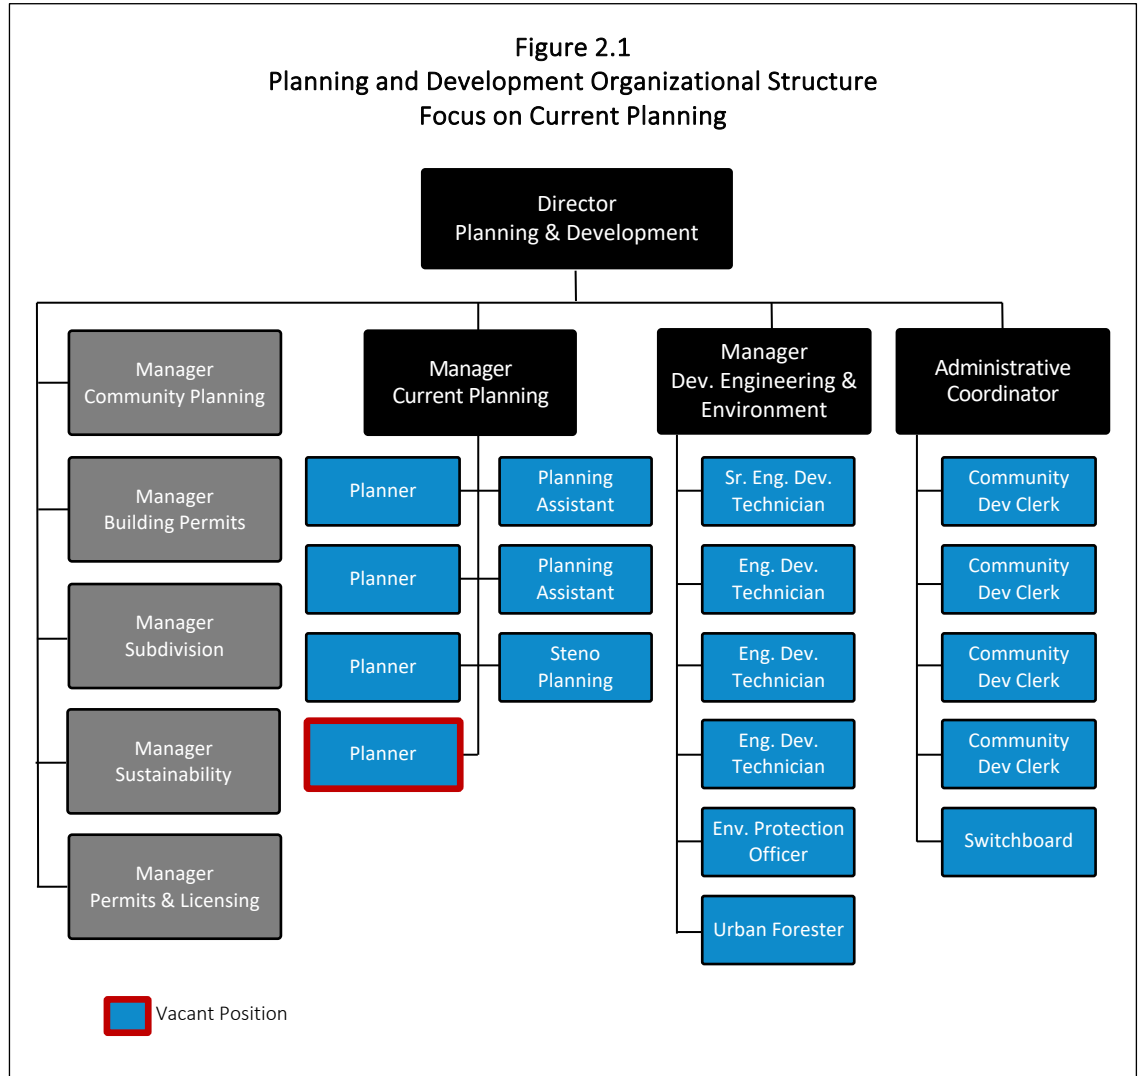 Figure 2.1
Planning and Development Organizational Structure
Focus on Current Planning
Director
Planning & Development
Manager
Community Planning
Manager
Building Permits
Manager
Subdivision
Manager
Sustainability
Manager
Permits & Licensing
Manager
Current Planning
Planner
Planner
Planner
Planner
Planning
Assistant
Planning
Assistant
Steno
Planning
Manager
Dev. Engineering &
Environment
Sr. Eng. Dev.
Technician
Eng. Dev.
Technician
Eng. Dev.
Technician
Eng. Dev.
Technician
Env. Protection
Officer
Urban Forester
Administrative
Coordinator
Community
Dev Clerk
Community
Dev Clerk
Community
Dev Clerk
Community
Dev Clerk
Switchboard
Vacant Position